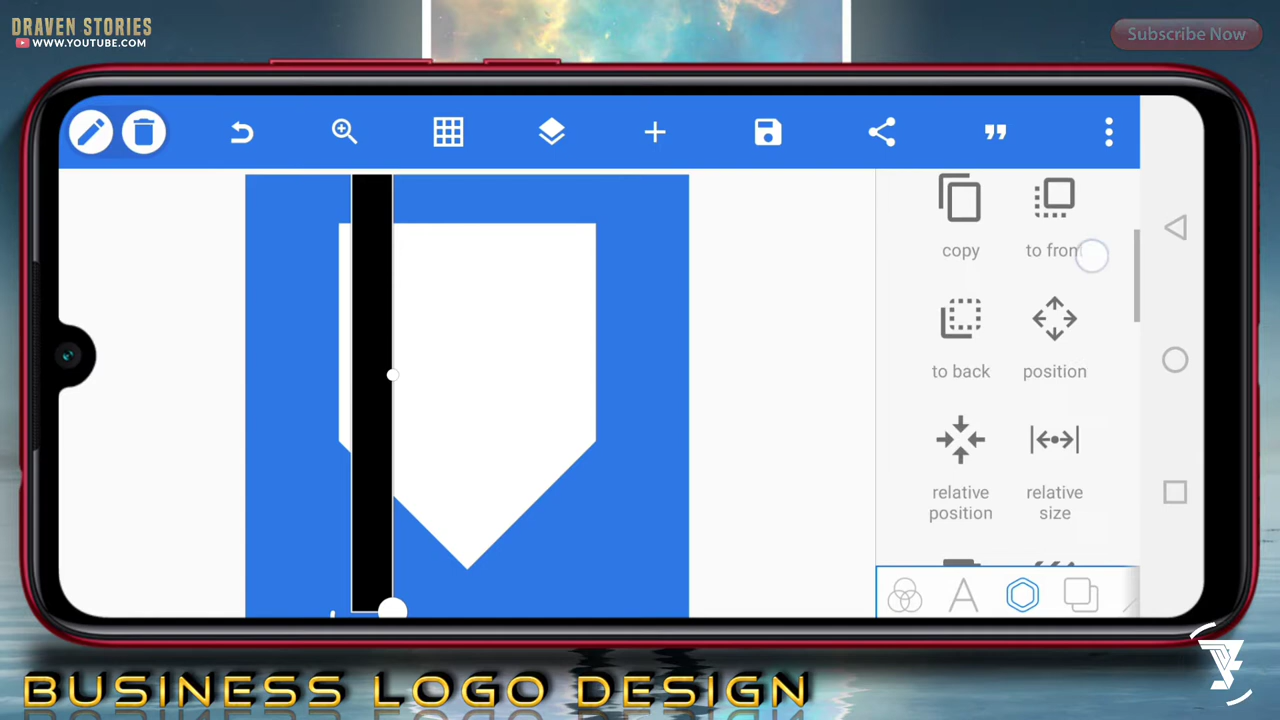 DRAVEN STORIES
WWW.YOUTUBE.COM
Subscribe Now
copy
to front
to back
position
relative
position
relative
size
BUSINESS LOGO DESIGN